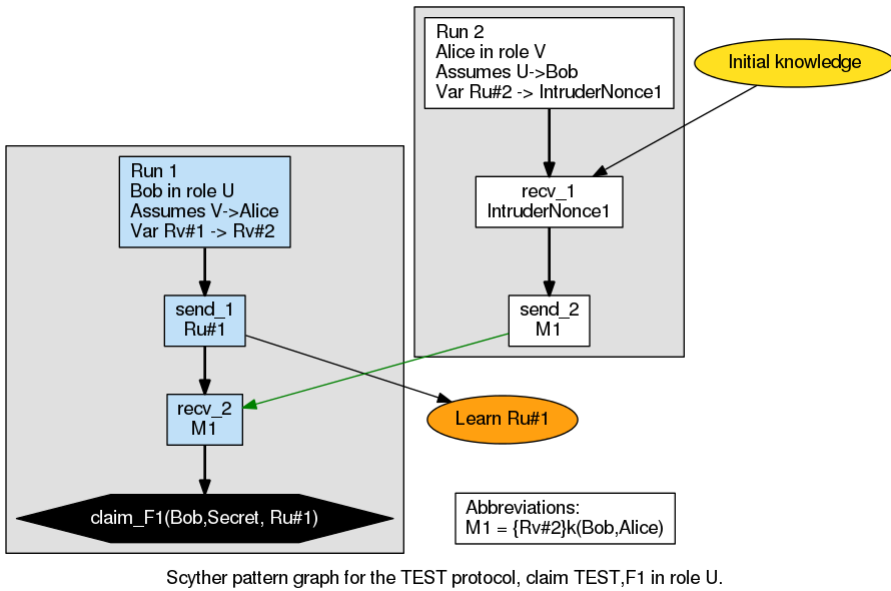 Run 2
Alice in role V
Assumes U->Bob
Var Ru#2 -> IntruderNonce1
Initial knowledge
recv_1
IntruderNonce1
send_2
M1
Run 1
Bob in role U
Assumes V->Alice
Var Rv#1 -> Rv#2
send_1
Ru#1
recv_2
M1
Learn Ru#1
claim_F1(Bob,Secret, Ru#1)
Abbreviations:
M1 = {Rv#2}k(Bob,Alice)
Scyther pattern graph for the TEST protocol, claim TEST,F1 in role U.